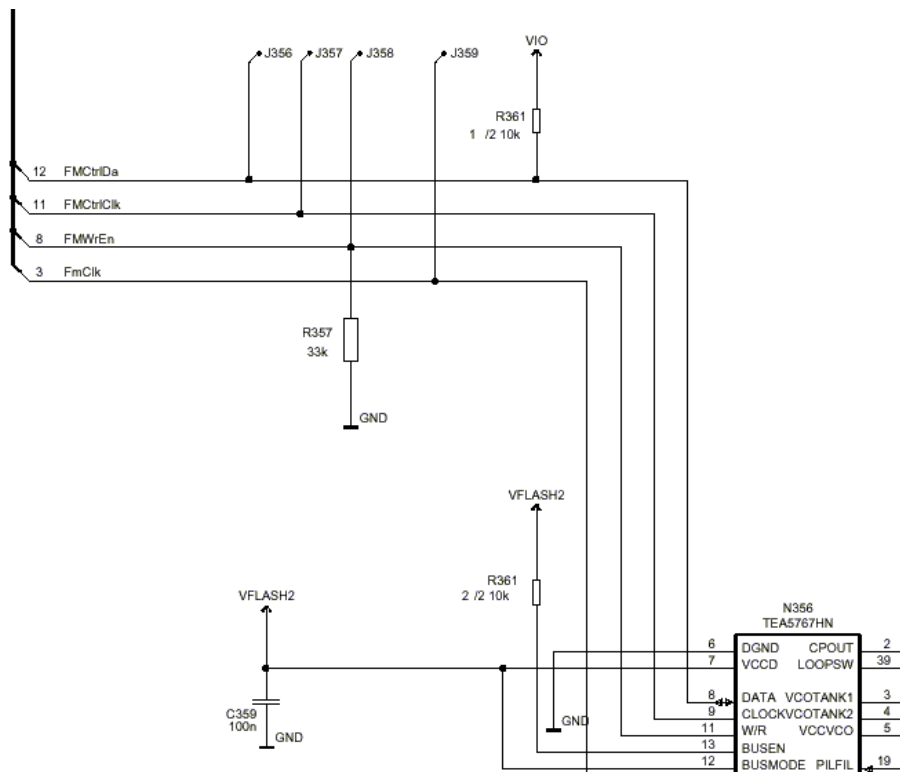 J356 J357 J358 J359
VIO
R361
1 /2 10k
12 FMCtrlDa
11 FMCtrlClk
8 FMWrEn
3 FmClk
R357
33k
GND
VFLASH2
R361
2 /2 10k
VFLASH2
C359
100n
GND
GND
N356
TEA5767HN
6 DGND CPOUT 2
7 VCCD LOOPSW 39
8 DATA VCOTANK1 3
9 CLOCKVCOTANK2 4
11 W/R VCCVCO 5
13 BUSEN
12 BUSMODE PILFIL 19